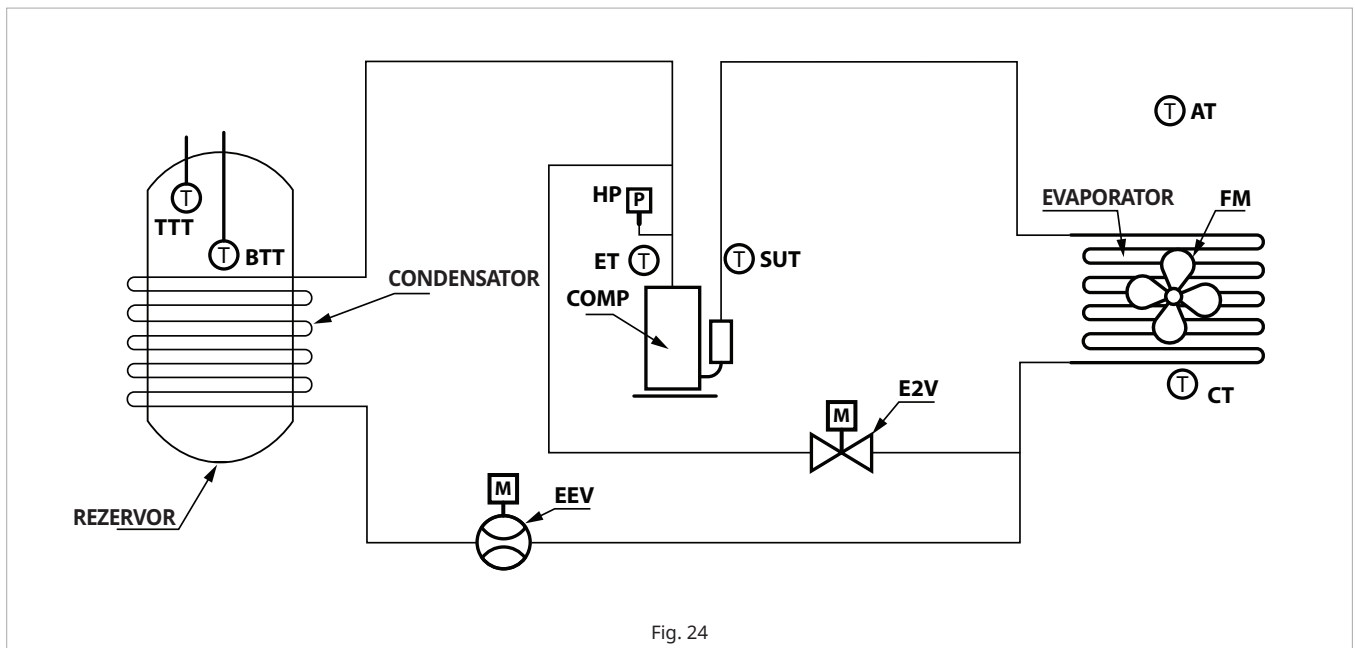 T AT
HP P
EVAPORATOR
FM
T
TTT
T BTT
ET T
T SUT
CONDENSATOR
COMP
T
CT
M
E2V
M
EEV
REZERVOR
Fig. 24